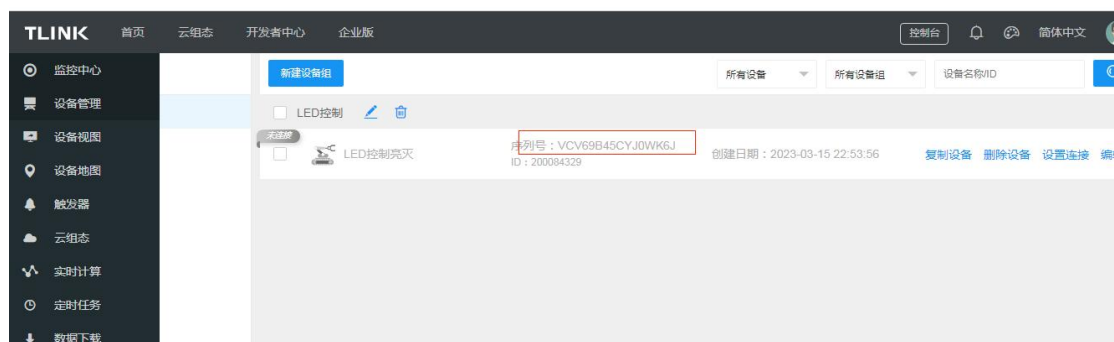 TLINK 首页 云组态 开发者中心 企业版 控制台 简体中文
监控中心
设备管理
设备视图
设备地图
触发器
云组态
实时计算
定时任务
数据下载
新建设备组 所有设备 所有设备组 设备名称/ID
LED控制
未连接
LED控制亮灭 序列号：VCV69B45CYJ0WK6J 创建日期：2023-03-15 22:53:56 复制设备 删除设备 设置连接
ID：200084329